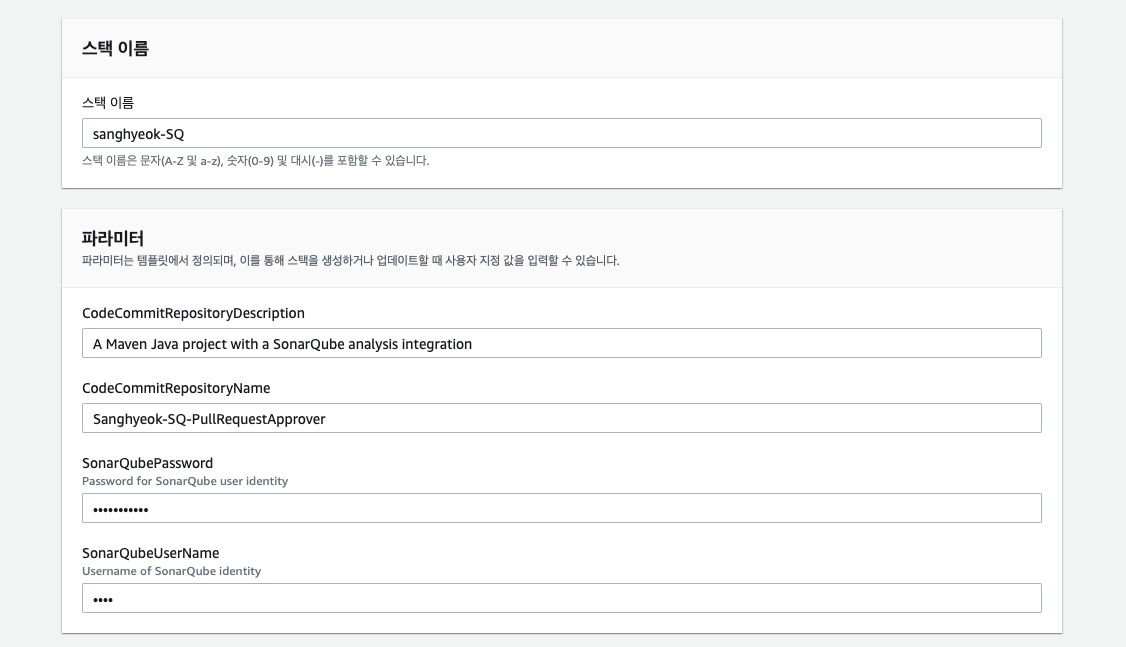 스택 이름
스택 이름
sanghyeok-SQ
스택 이름은 문자(A-Z 및 a-z), 숫자(0-9) 및 대시(-)를 포함할 수 있습니다.
파라미터
파라미터는 템플릿에서 정의되며, 이를 통해 스택을 생성하거나 업데이트할 때 사용자 지정 값을 입력할 수 있습니다.
CodeCommitRepositoryDescription
A Maven Java project with a SonarQube analysis integration
CodeCommitRepositoryName
Sanghyeok-SQ-PullRequestApprover
SonarQubePassword
Password for SonarQube user identity
•••••••••••
SonarQubeUserName
Username of SonarQube identity
••••